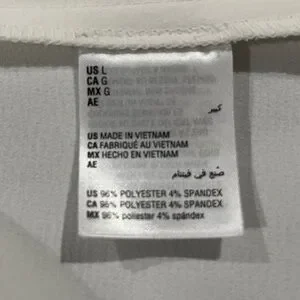 US L
CA G
MX G
AE
كبير
US MADE IN VIETNAM
CA FABRIQUÉ AU VIETNAM
MX HECHO EN VIETNAM
AE
صنع في فيتنام
US 96% POLYESTER 4% SPANDEX
CA 96% POLYESTER 4% SPANDEX
MX 96% poliester 4% spándex